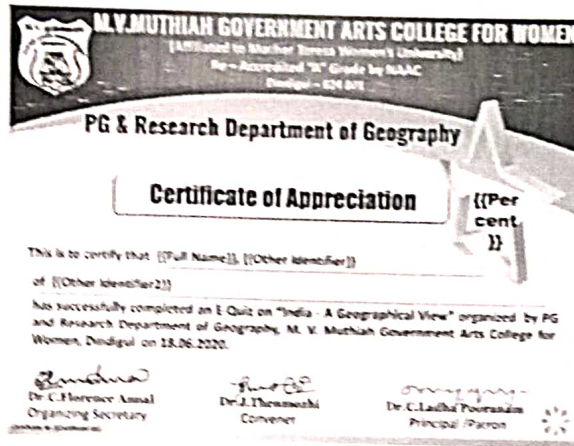 M.V.MUTHIAH GOVERNMENT ARTS COLLEGE FOR WOMEN
(Affiliated to Mother Teresa Women's University)
Re - Accredited "A" Grade by NAAC
Dindigul - 624 001
PG & Research Department of Geography
Certificate of Appreciation
{{Per
cent
}}
This is to certify that {{Full Name}}, {{Other Identifier}}
of {{Other Identifier2}}
has successfully completed an E Quiz on "India - A Geographical View" organized by PG
and Research Department of Geography, M. V. Muthiah Government Arts College for
Women, Dindigul on 18.06.2020.
Dr.C.Florence Annal
Organizing Secretary
Dr.J.Thenmozhi
Convener
Dr.C.Ladha Pooranam
Principal /Patron